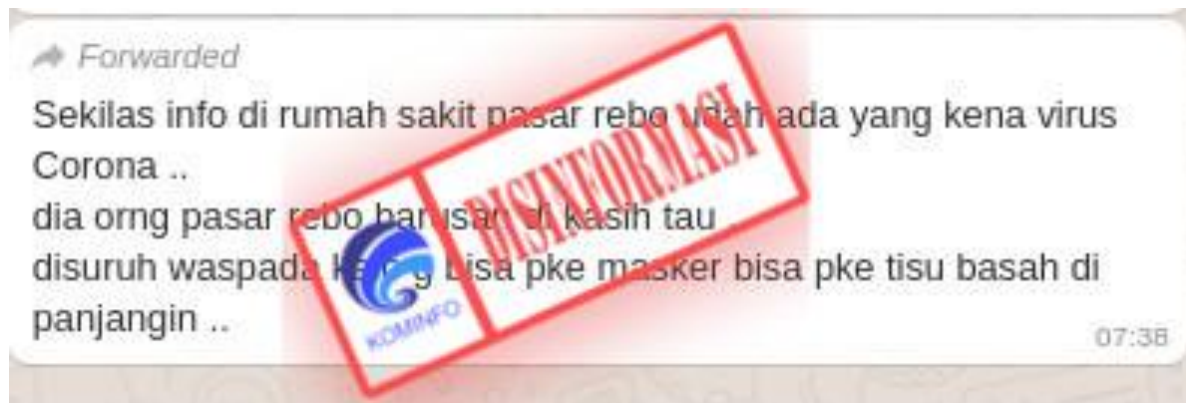 Forwarded
Sekilas info di rumah sakit pasar rebo udah ada yang kena virus
Corona ..
dia orng pasar rebo barusan di kasih tau
disuruh waspada bisa pke masker bisa pke tisu basah di
panjangin ..
07:38
DISINFORMASI
KOMINFO